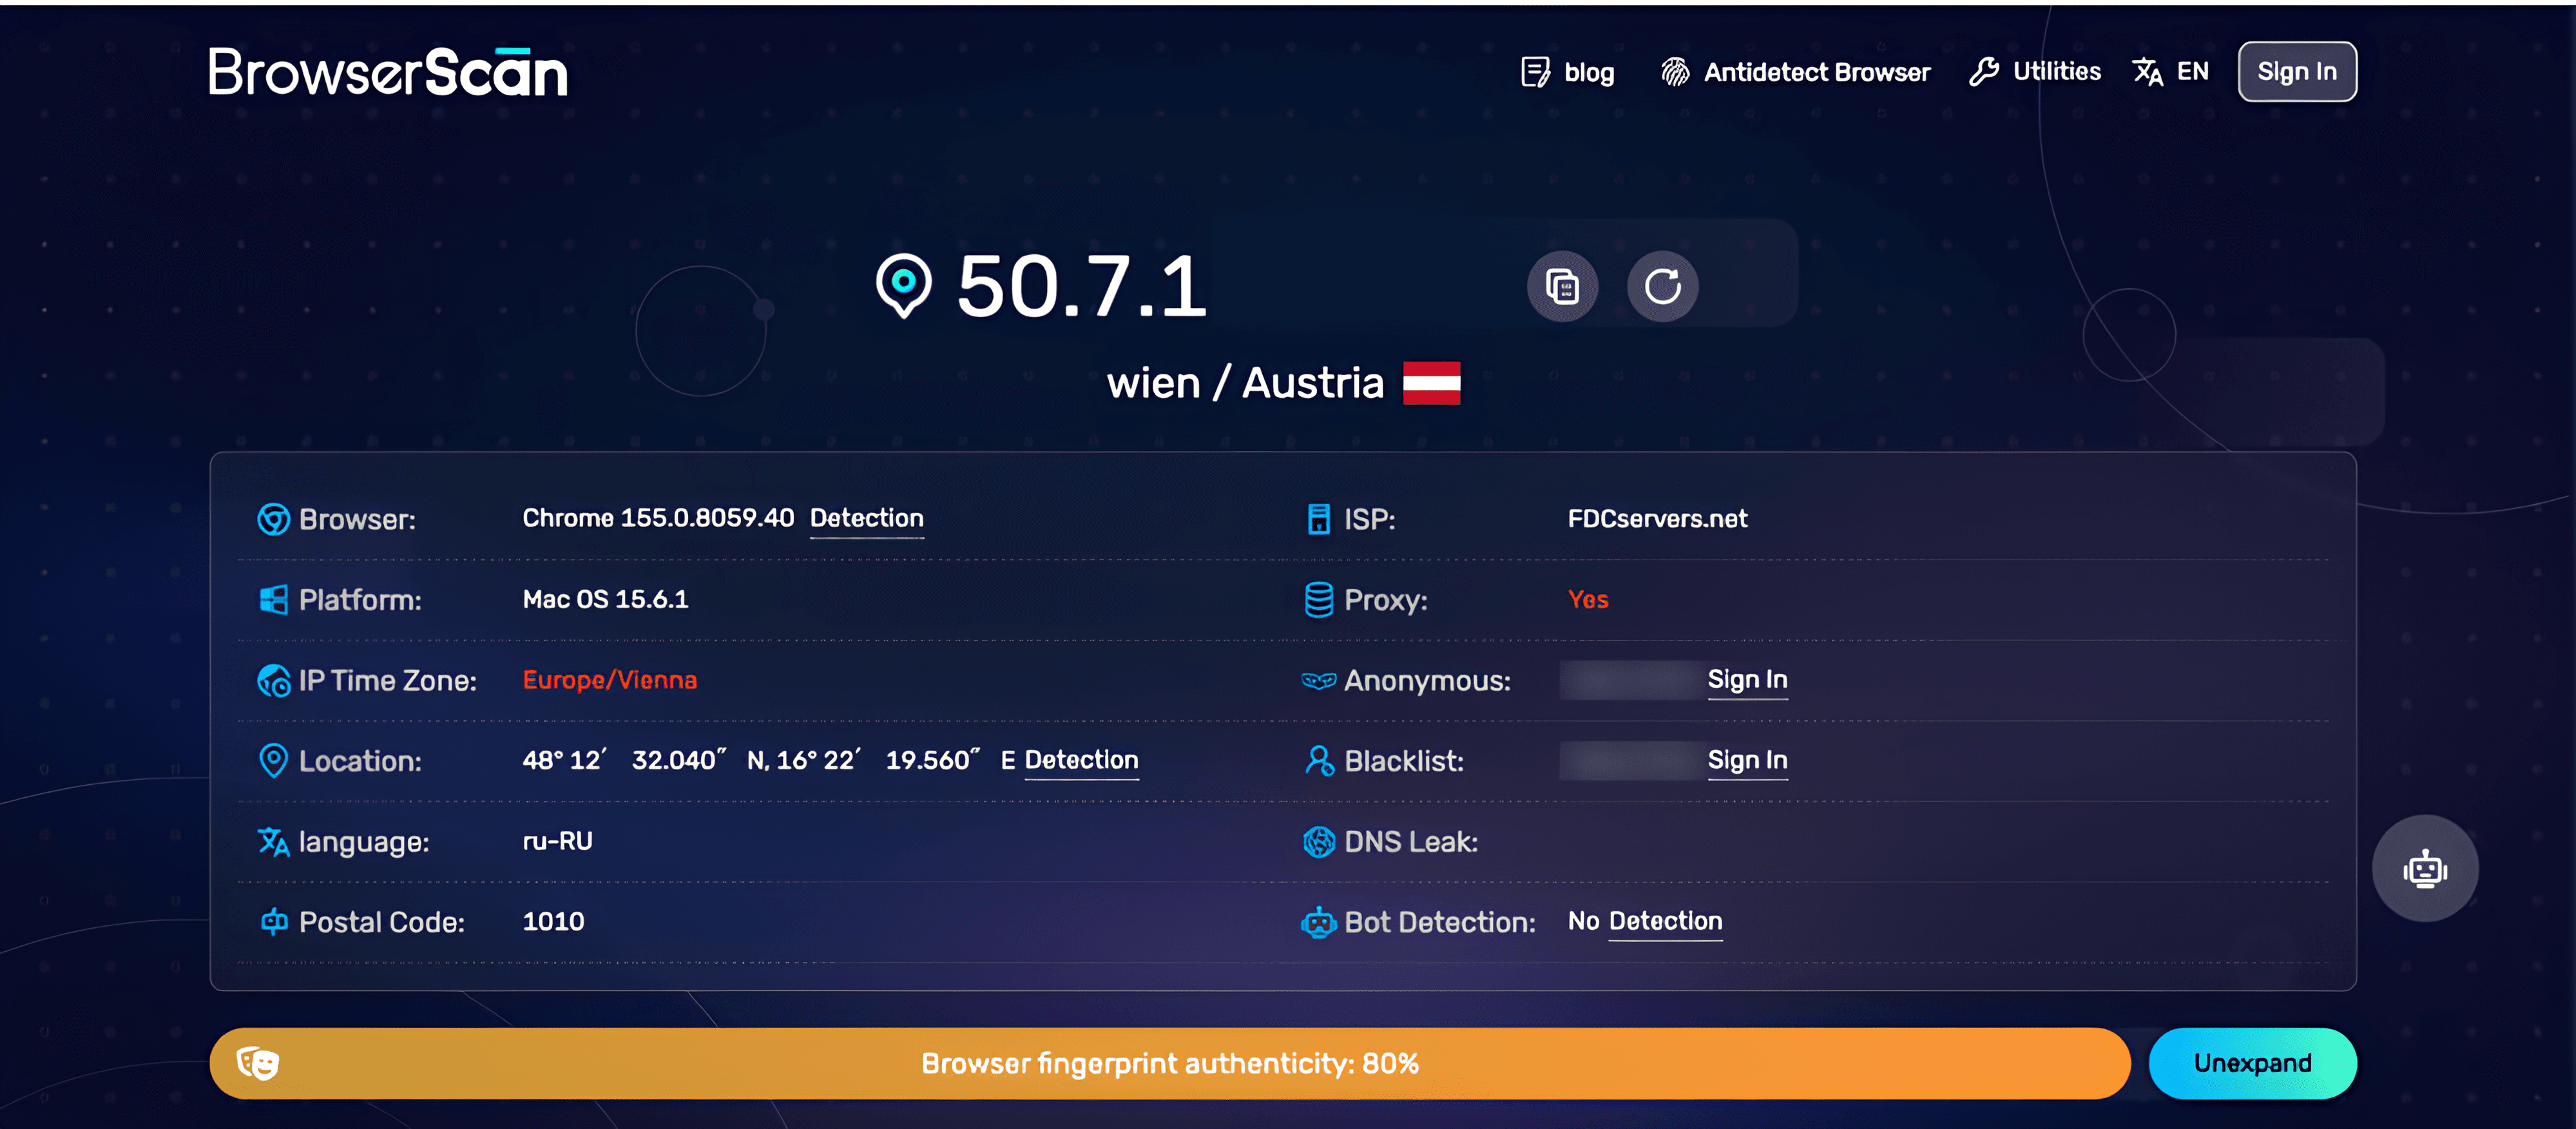 BrowserScan
blog Antidetect Browser Utilities EN Sign In
50.7.1
wien / Austria
Browser: Chrome 155.0.8059.40 Detection
ISP: FDCservers.net
Platform: Mac OS 15.6.1
Proxy: Yes
IP Time Zone: Europe/Vienna
Anonymous: Sign In
Location: 48° 12′ 32.040″ N, 16° 22′ 19.560″ E Detection
Blacklist: Sign In
language: ru-RU
DNS Leak:
Postal Code: 1010
Bot Detection: No Detection
Browser fingerprint authenticity: 80%
Unexpand